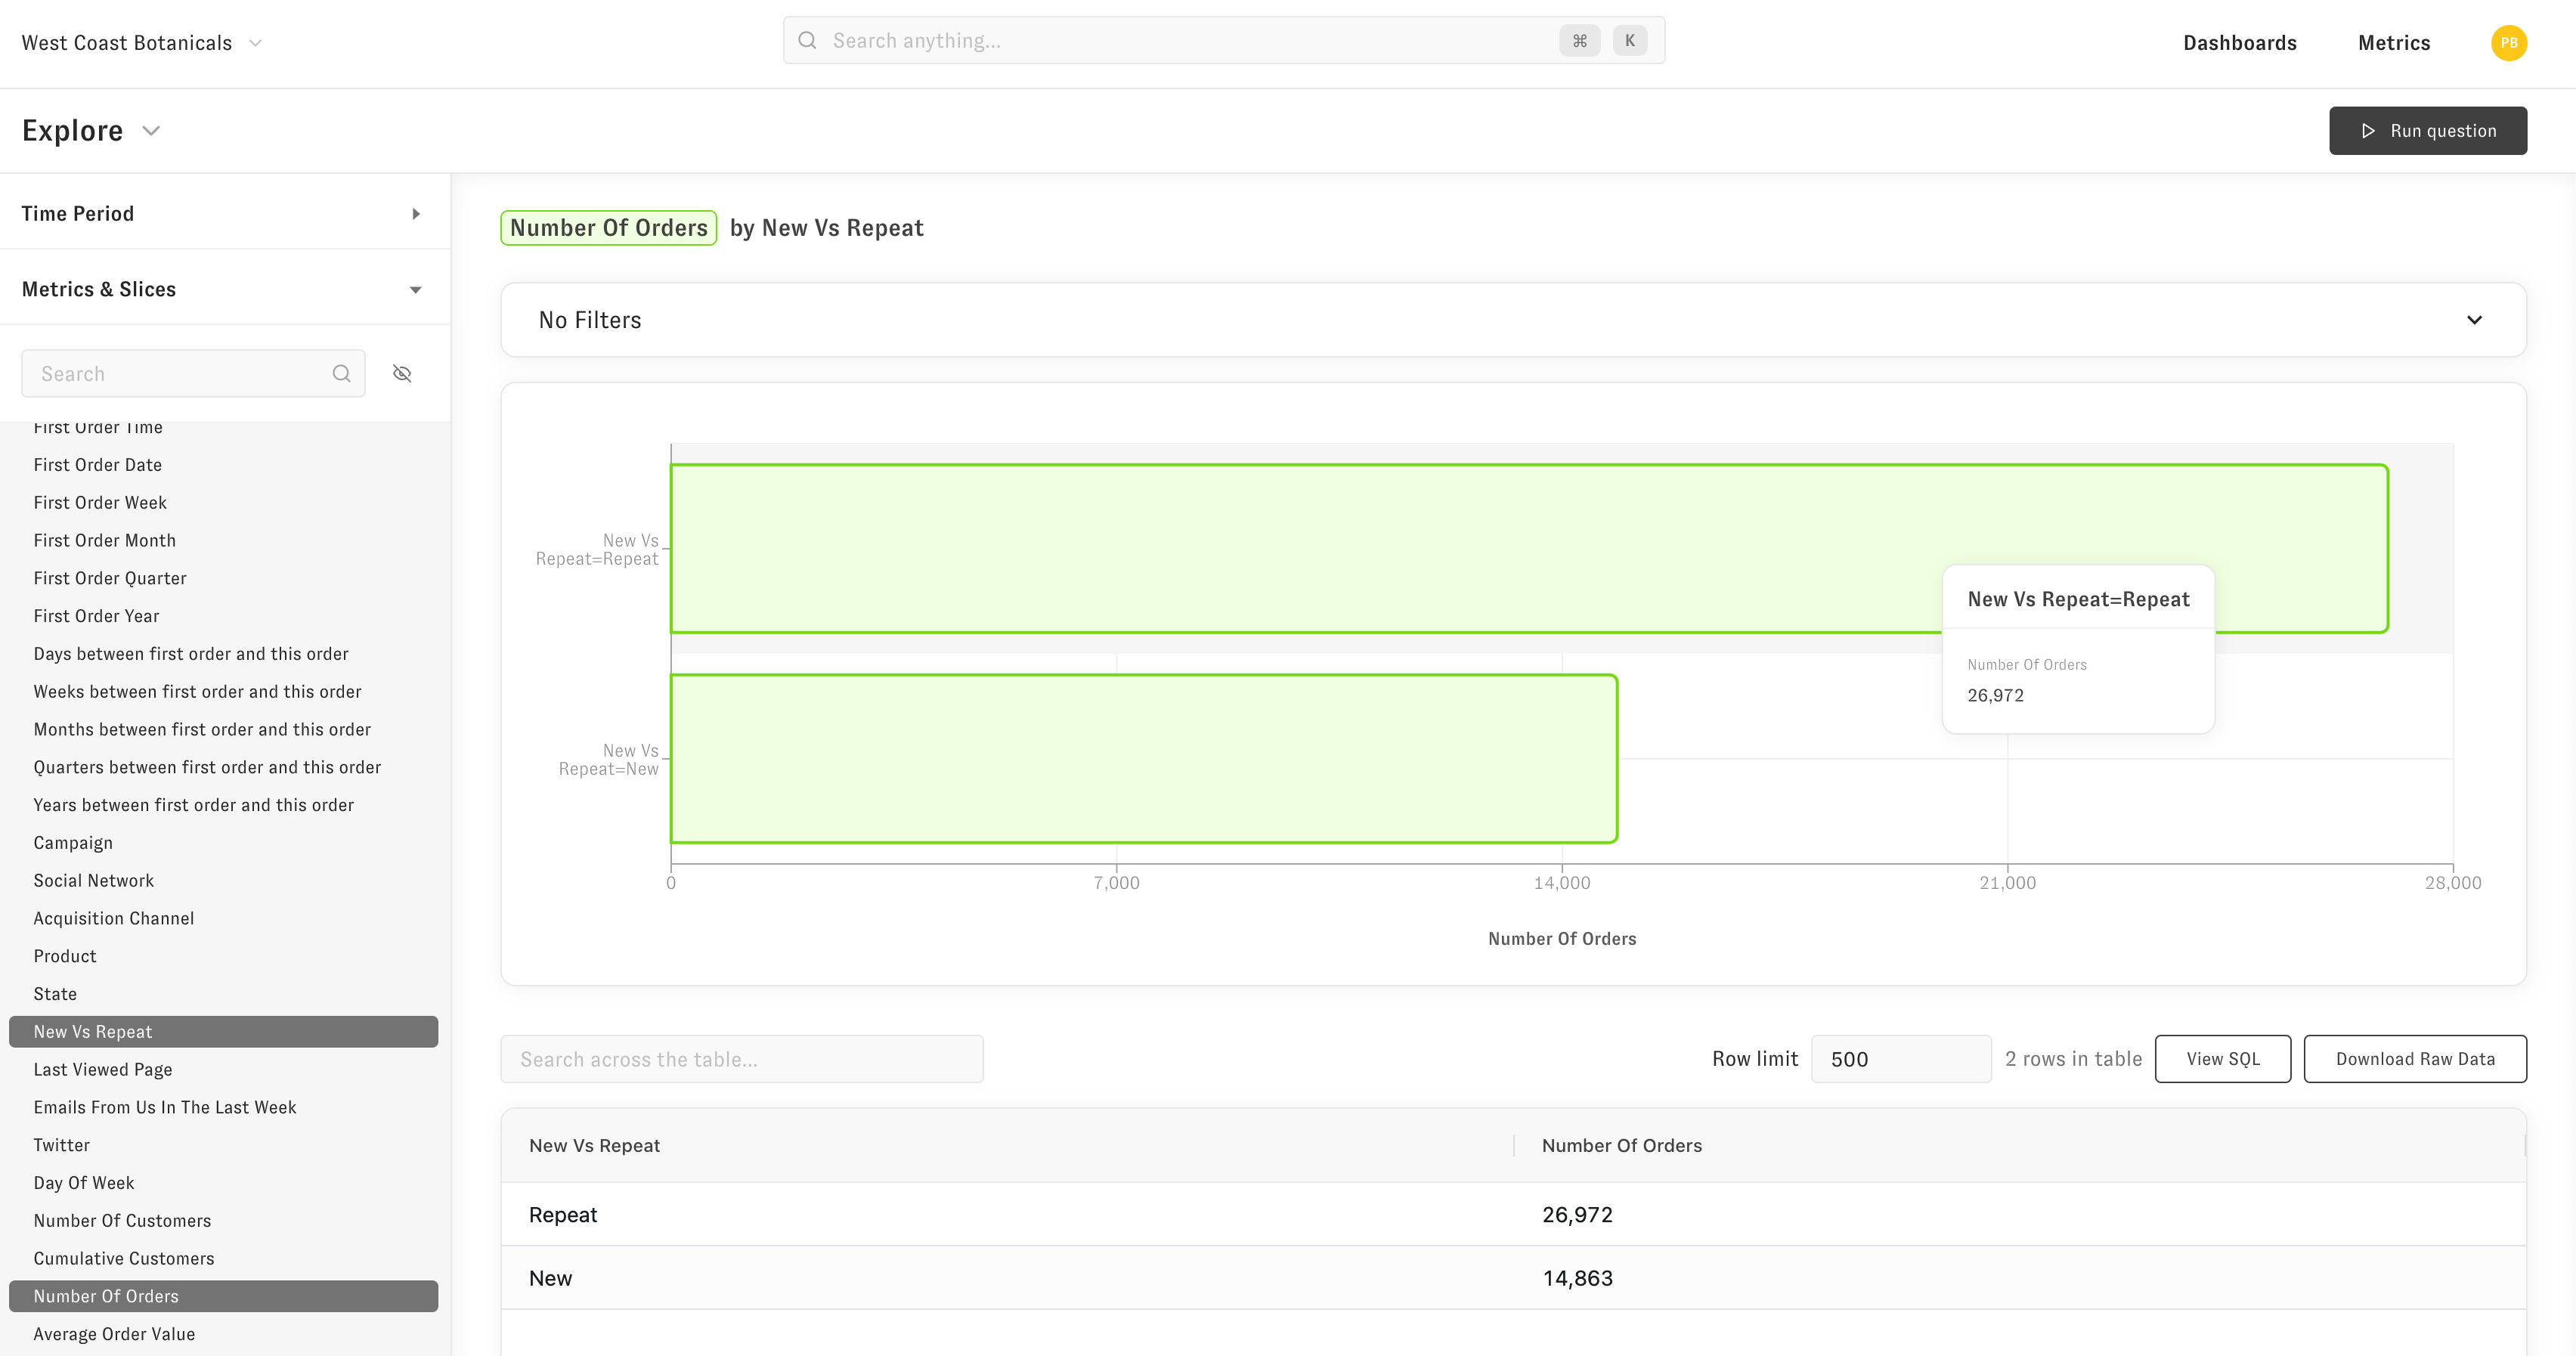 West Coast Botanicals
Search anything...
⌘ K
Dashboards
Metrics
PB
Explore
Run question
Time Period
Metrics & Slices
Search
First Order Time
First Order Date
First Order Week
First Order Month
First Order Quarter
First Order Year
Days between first order and this order
Weeks between first order and this order
Months between first order and this order
Quarters between first order and this order
Years between first order and this order
Campaign
Social Network
Acquisition Channel
Product
State
New Vs Repeat
Last Viewed Page
Emails From Us In The Last Week
Twitter
Day Of Week
Number Of Customers
Cumulative Customers
Number Of Orders
Average Order Value
Number Of Orders by New Vs Repeat
No Filters
New Vs
Repeat=Repeat
New Vs Repeat=Repeat
Number Of Orders
26,972
New Vs
Repeat=New
0 7,000 14,000 21,000 28,000
Number Of Orders
Search across the table...
Row limit 500 2 rows in table View SQL Download Raw Data
New Vs Repeat Number Of Orders
Repeat 26,972
New 14,863